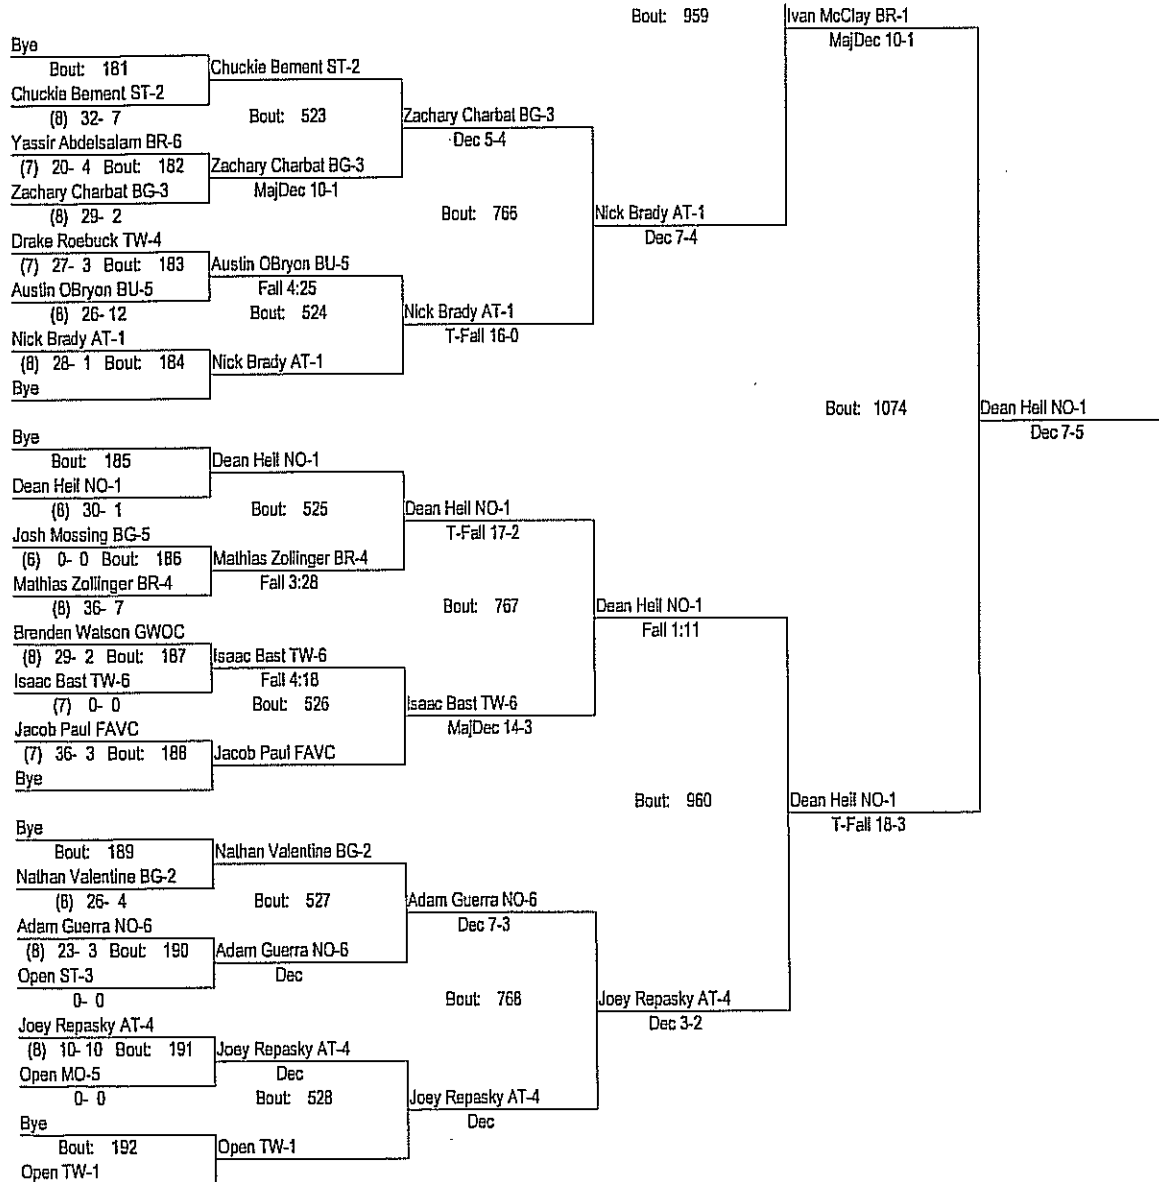 Bout: 959
Ivan McClay BR-1
MajDec 10-1
Bye
Bout: 181
Chuckie Bement ST-2
Chuckie Bement ST-2
(8) 32- 7
Bout: 523
Zachary Charbat BG-3
Dec 5-4
Yassir Abdelsalam BR-6
(7) 20- 4 Bout: 182
Zachary Charbat BG-3
MajDec 10-1
Zachary Charbat BG-3
(8) 29- 2
Bout: 766
Nick Brady AT-1
Dec 7-4
Drake Roebuck TW-4
(7) 27- 3 Bout: 183
Austin OBryon BU-5
Fall 4:25
Austin OBryon BU-5
(8) 26-12
Bout: 524
Nick Brady AT-1
T-Fall 16-0
Nick Brady AT-1
(8) 28- 1 Bout: 184
Nick Brady AT-1
Bye
Bout: 1074
Dean Heil NO-1
Dec 7-5
Bye
Bout: 185
Dean Heil NO-1
Dean Heil NO-1
(6) 30- 1
Bout: 525
Dean Heil NO-1
T-Fall 17-2
Josh Mossing BG-5
(6) 0- 0 Bout: 186
Mathias Zollinger BR-4
Fall 3:28
Mathias Zollinger BR-4
(8) 36- 7
Bout: 767
Dean Heil NO-1
Fall 1:11
Brenden Watson GWOC
(8) 29- 2 Bout: 187
Isaac Bast TW-6
Fall 4:18
Isaac Bast TW-6
(7) 0- 0
Bout: 526
Isaac Bast TW-6
MajDec 14-3
Jacob Paul FAVC
(7) 36- 3 Bout: 188
Jacob Paul FAVC
Bye
Bout: 960
Dean Heil NO-1
T-Fall 18-3
Bye
Bout: 189
Nathan Valentine BG-2
Nathan Valentine BG-2
(6) 26- 4
Bout: 527
Adam Guerra NO-6
Dec 7-3
Adam Guerra NO-6
(8) 23- 3 Bout: 190
Adam Guerra NO-6
Dec
Open ST-3
0- 0
Bout: 768
Joey Repasky AT-4
Dec 3-2
Joey Repasky AT-4
(8) 10- 10 Bout: 191
Joey Repasky AT-4
Dec
Open MO-5
0- 0
Bout: 528
Joey Repasky AT-4
Dec
Bye
Bout: 192
Open TW-1
Open TW-1